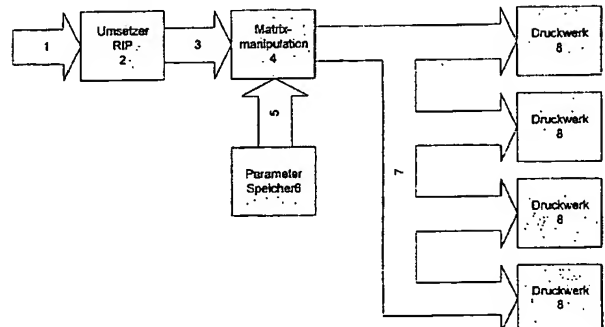 1
Umsetzer
RIP
2
3
Matrix-
manipulation
4
5
Parameter
Speicher6
7
Druckwerk
8
Druckwerk
8
Druckwerk
8
Druckwerk
8